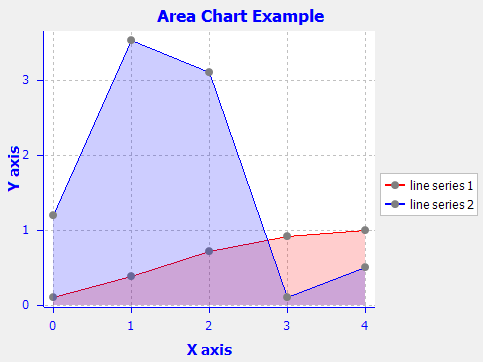 Area Chart Example
Y axis
3
2
1
0
0 1 2 3 4
X axis
line series 1
line series 2